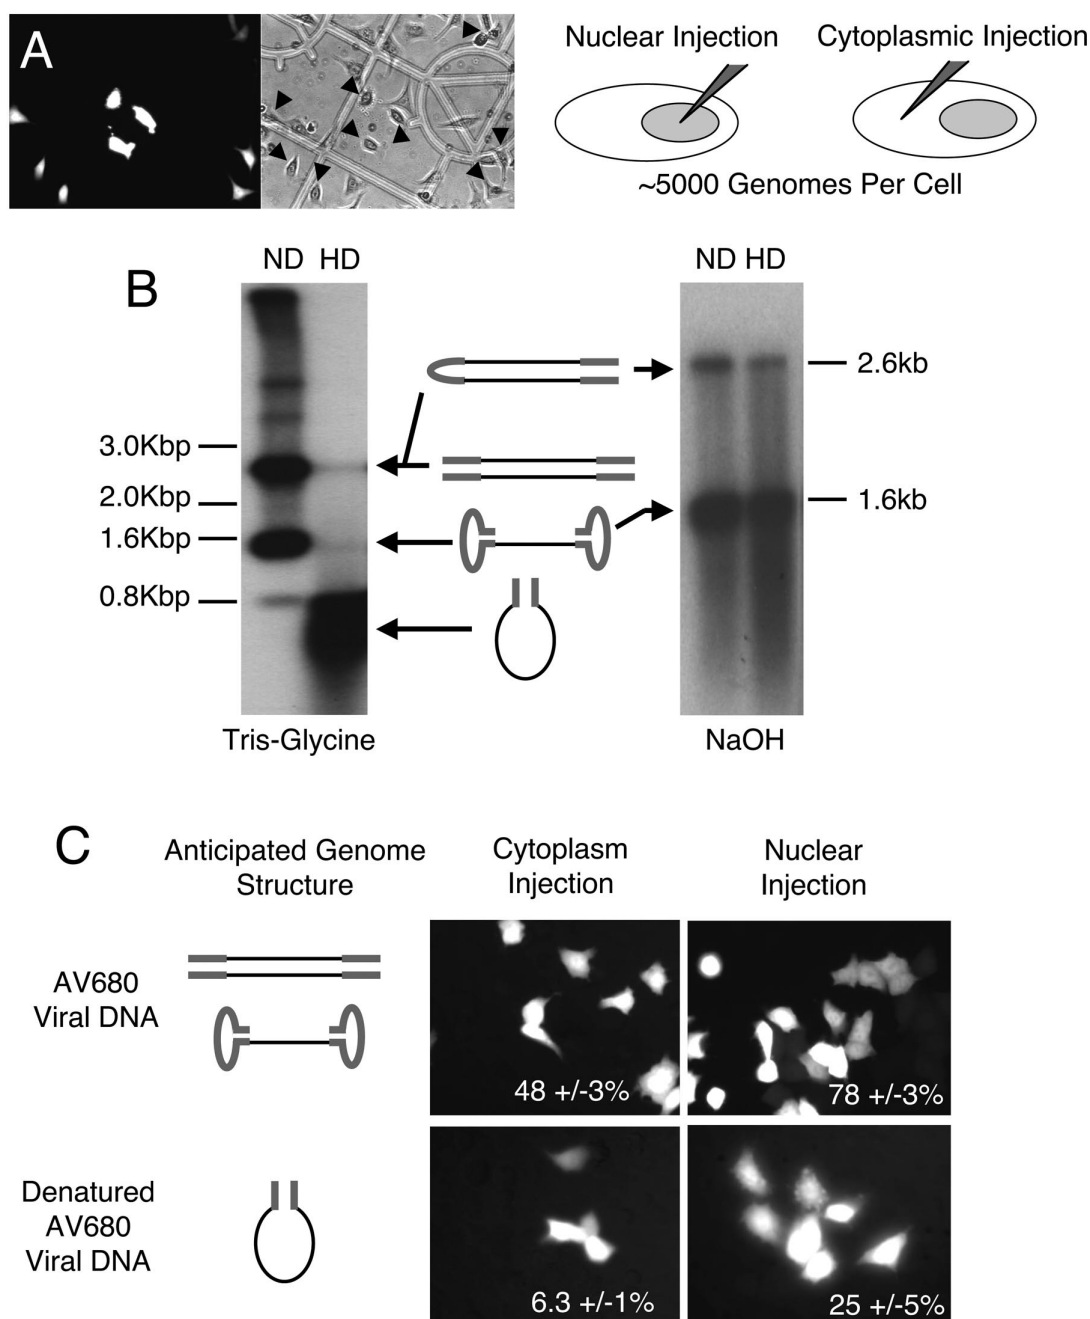 A
Nuclear Injection
Cytoplasmic Injection
~5000 Genomes Per Cell
B
ND HD
3.0Kbp
2.0Kbp
1.6Kbp
0.8Kbp
Tris-Glycine
ND HD
2.6kb
1.6kb
NaOH
C
Anticipated Genome
Structure
Cytoplasm
Injection
Nuclear
Injection
AV680
Viral DNA
48 +/-3%
78 +/-3%
Denatured
AV680
Viral DNA
6.3 +/-1%
25 +/-5%